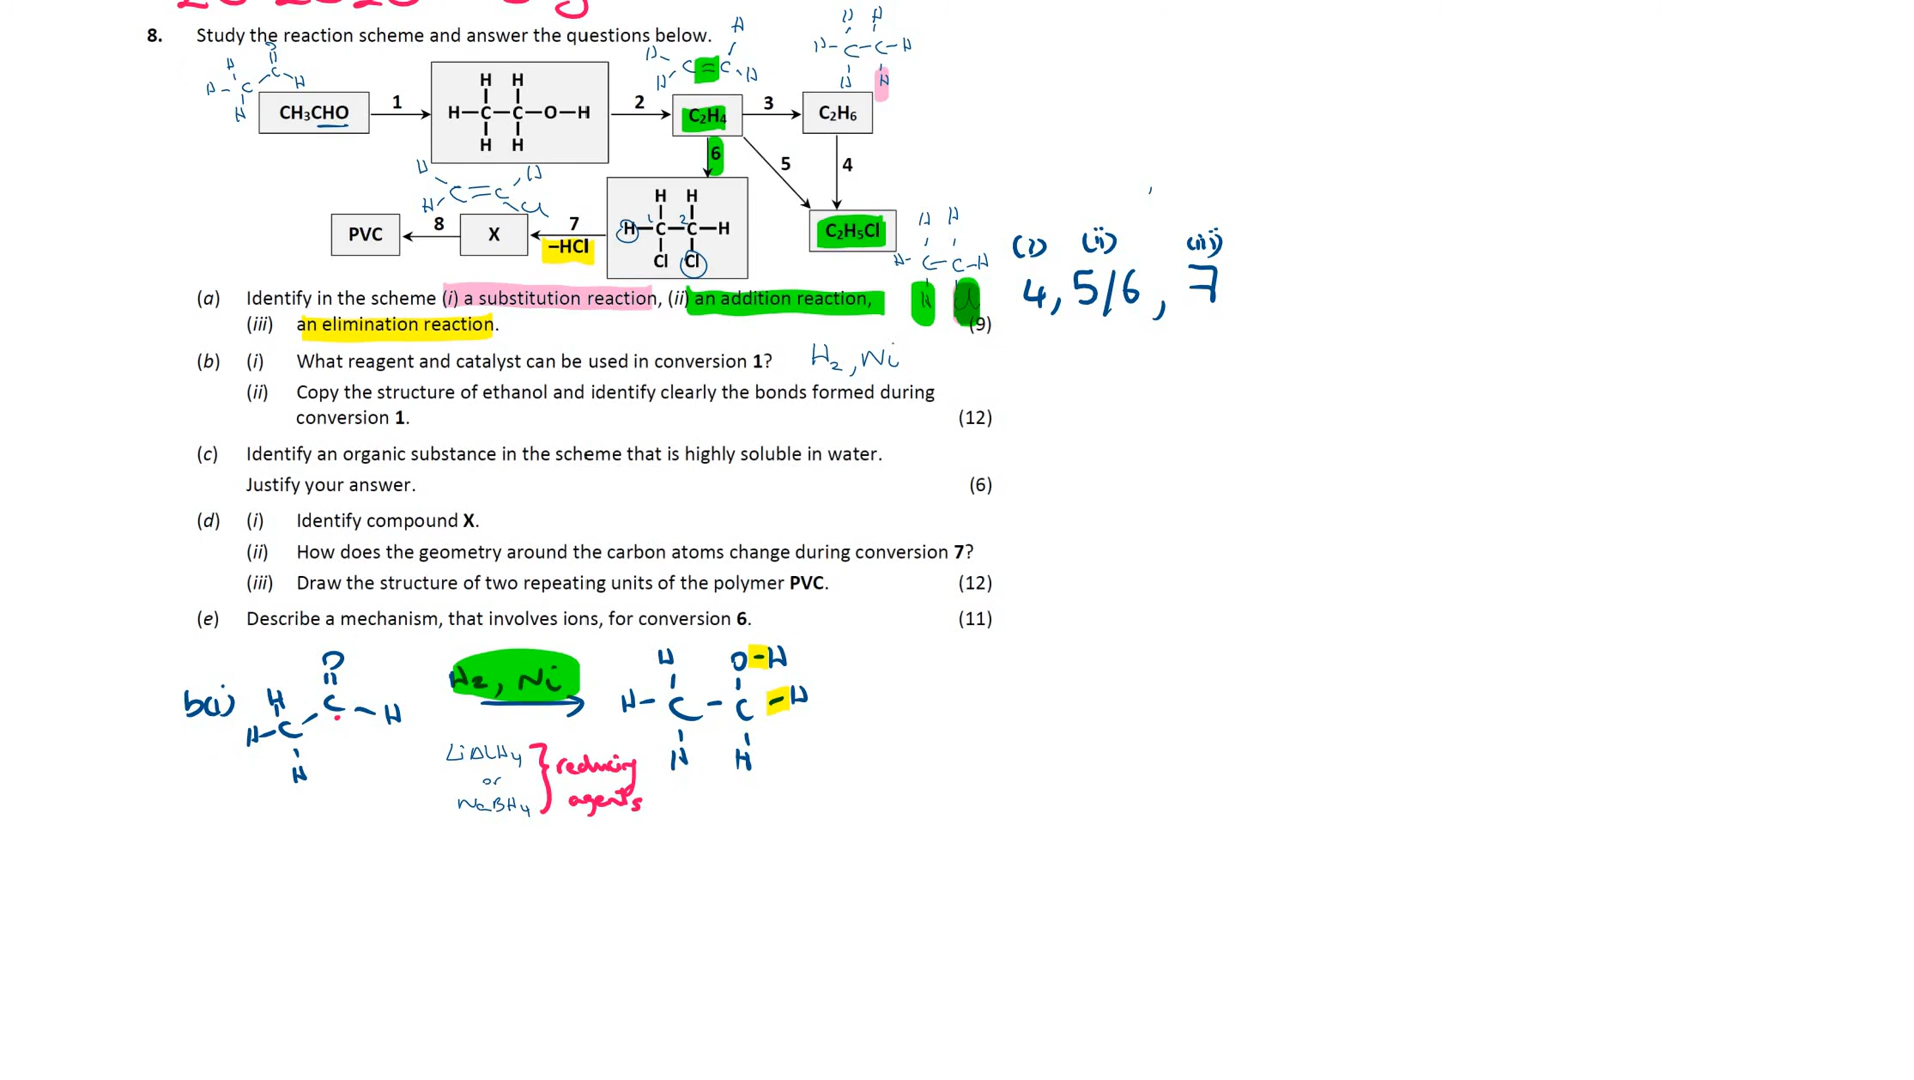 8. Study the reaction scheme and answer the questions below.
CH₃CHO
1
H H
H–C–C–O–H
H H
2
C₂H₄
3
C₂H₆
H
H C=C H
H
H H
H-C-C-H
H H
O
H C
H-C H
H
6
5
4
H H
C=C
H Cl
PVC
8
X
7
–HCl
H H
H–C–C–H
1 2
Cl Cl
C₂H₅Cl
H H
H-C-C-H
H Cl
(i) (ii) (iii)
4, 5/6, 7
(a) Identify in the scheme (i) a substitution reaction, (ii) an addition reaction,
(iii) an elimination reaction. (9)
(b) (i) What reagent and catalyst can be used in conversion 1? H₂, Ni
(ii) Copy the structure of ethanol and identify clearly the bonds formed during
conversion 1. (12)
(c) Identify an organic substance in the scheme that is highly soluble in water.
Justify your answer. (6)
(d) (i) Identify compound X.
(ii) How does the geometry around the carbon atoms change during conversion 7?
(iii) Draw the structure of two repeating units of the polymer PVC. (12)
(e) Describe a mechanism, that involves ions, for conversion 6. (11)
b(i)
O
H C-H
H-C
H
H₂, Ni
LiAlH₄
or
NaBH₄
reducing
agents
H O-H
H-C-C-H
H H